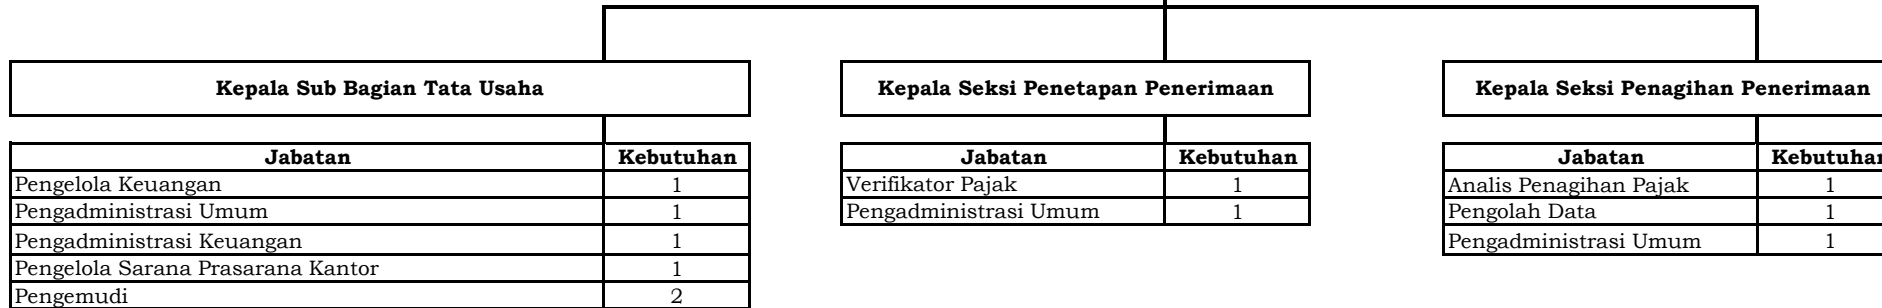 Kepala Sub Bagian Tata Usaha
Jabatan Kebutuhan
Pengelola Keuangan 1
Pengadministrasi Umum 1
Pengadministrasi Keuangan 1
Pengelola Sarana Prasarana Kantor 1
Pengemudi 2
Kepala Seksi Penetapan Penerimaan
Jabatan Kebutuhan
Verifikator Pajak 1
Pengadministrasi Umum 1
Kepala Seksi Penagihan Penerimaan
Jabatan Kebutuhan
Analis Penagihan Pajak 1
Pengolah Data 1
Pengadministrasi Umum 1